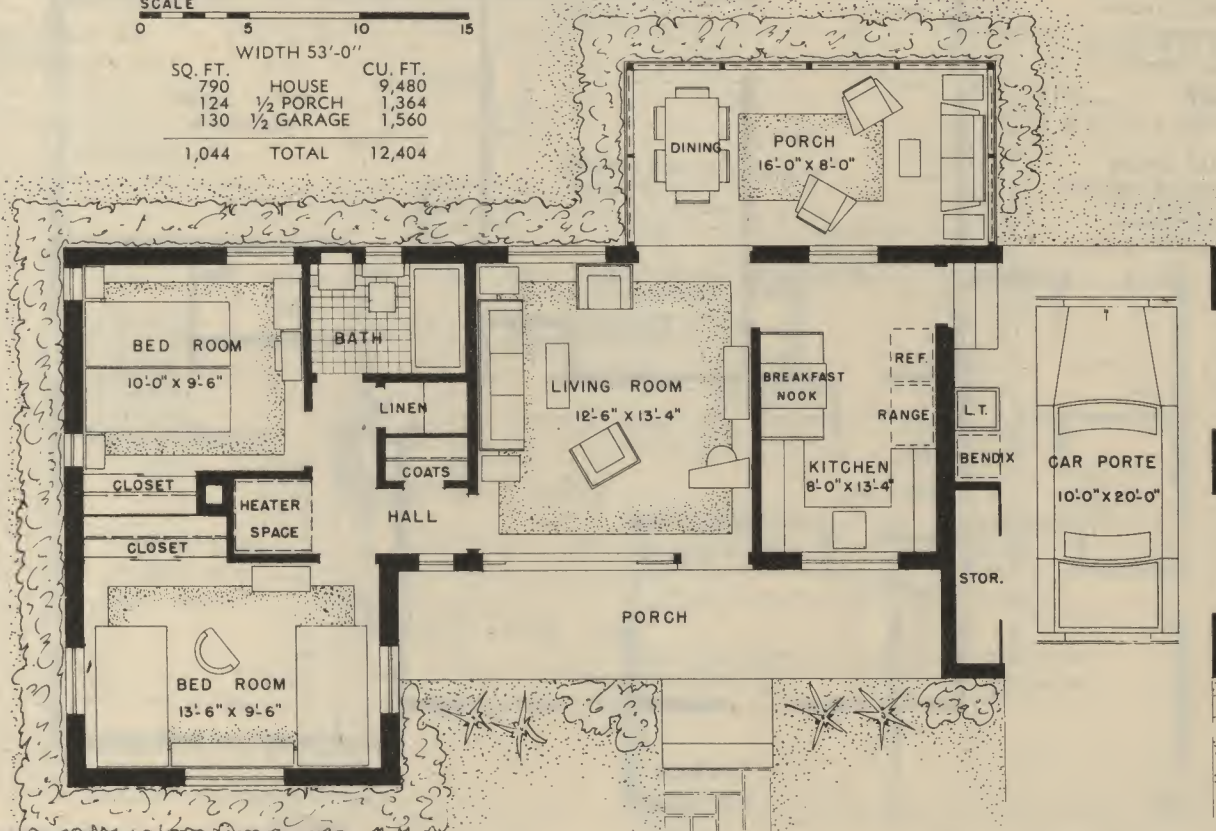 SCALE
0 5 10 15
WIDTH 53'-0"
SQ. FT. CU. FT.
790 HOUSE 9,480
124 ½ PORCH 1,364
130 ½ GARAGE 1,560
1,044 TOTAL 12,404
DINING
PORCH
16'-0" X 8'-0"
BED ROOM
10'-0" X 9'-6"
BATH
LINEN
COATS
LIVING ROOM
12'-6" X 13'-4"
BREAKFAST
NOOK
REF.
RANGE
KITCHEN
8'-0" X 13'-4"
L.T.
BENDIX
CAR PORTE
10'-0" X 20'-0"
CLOSET
HEATER
SPACE
CLOSET
HALL
STOR.
PORCH
BED ROOM
13'-6" X 9'-6"